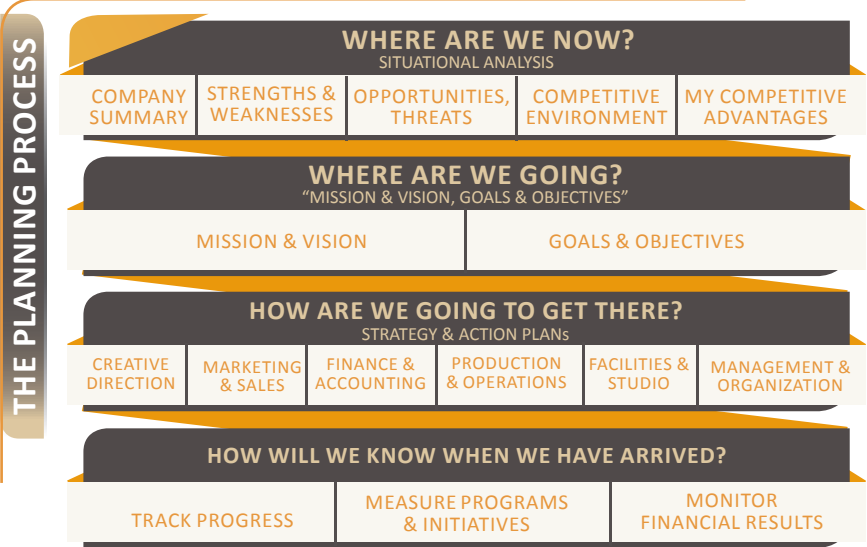 THE PLANNING PROCESS
WHERE ARE WE NOW?
SITUATIONAL ANALYSIS
COMPANY
SUMMARY
STRENGTHS &
WEAKNESSES
OPPORTUNITIES,
THREATS
COMPETITIVE
ENVIRONMENT
MY COMPETITIVE
ADVANTAGES
WHERE ARE WE GOING?
“MISSION & VISION, GOALS & OBJECTIVES”
MISSION & VISION
GOALS & OBJECTIVES
HOW ARE WE GOING TO GET THERE?
STRATEGY & ACTION PLANs
CREATIVE
DIRECTION
MARKETING
& SALES
FINANCE &
ACCOUNTING
PRODUCTION
& OPERATIONS
FACILITIES &
STUDIO
MANAGEMENT &
ORGANIZATION
HOW WILL WE KNOW WHEN WE HAVE ARRIVED?
TRACK PROGRESS
MEASURE PROGRAMS
& INITIATIVES
MONITOR
FINANCIAL RESULTS